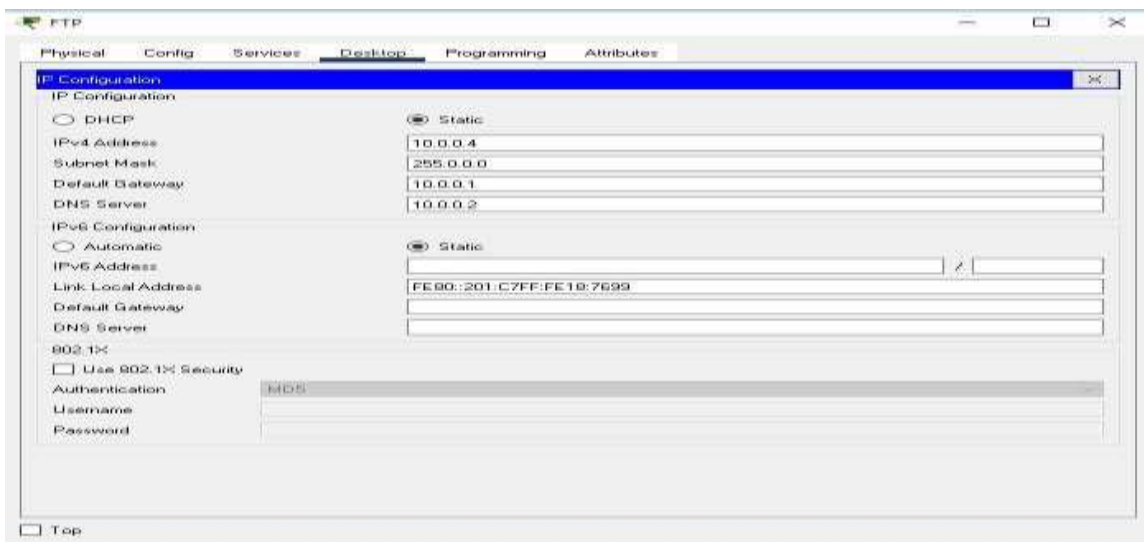 FTP
Physical Config Services Desktop Programming Attributes
IP Configuration
IP Configuration
DHCP Static
IPv4 Address 10.0.0.4
Subnet Mask 255.0.0.0
Default Gateway 10.0.0.1
DNS Server 10.0.0.2
IPv6 Configuration
Automatic Static
IPv6 Address /
Link Local Address FE80::201:C7FF:FE18:7699
Default Gateway
DNS Server
802.1X
Use 802.1X Security
Authentication MD5
Username
Password
Top